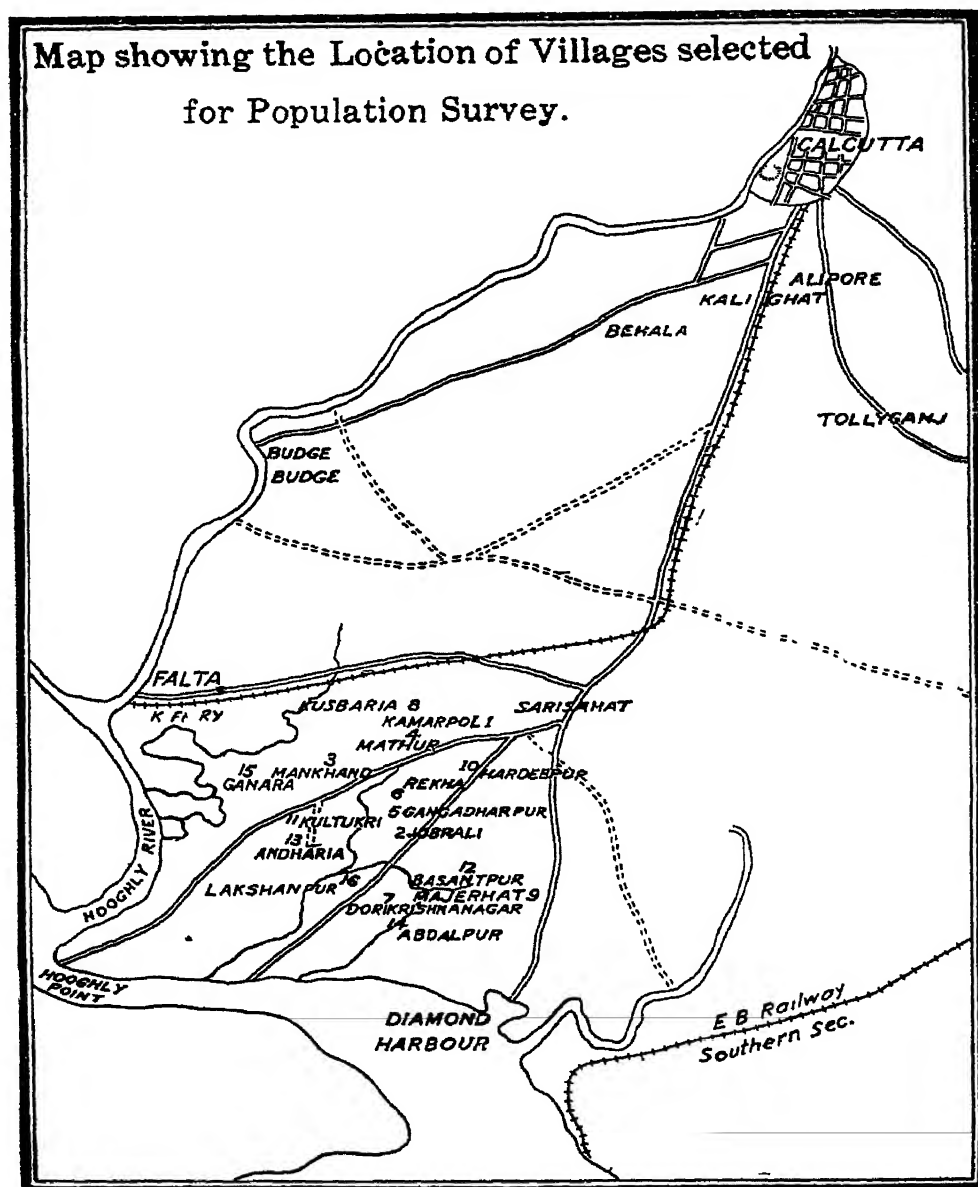 Map showing the Location of Villages selected
for Population Survey.
CALCUTTA
ALIPORE
KALIGHAT
BEHALA
TOLLYGANJ
BUDGE
BUDGE
FALTA
K F RY
KUSBARIA 8
SARISAHAT
KAMARPOLI
4
MATHUR
3
MANKHAND
15
GANARA
10
HARDEBPUR
REKHA
6
5 GANGADHARPUR
11
KULTUKRI
2 JOBRALI
13
ANDHARIA
12
BASANTPUR
LAKSHANPUR 16
MAJERHAT 9
7
DORIKRISHNANAGAR
14
ABDALPUR
HOOGHLY RIVER
HOOGHLY
POINT
DIAMOND
HARBOUR
E B Railway
Southern Sec.